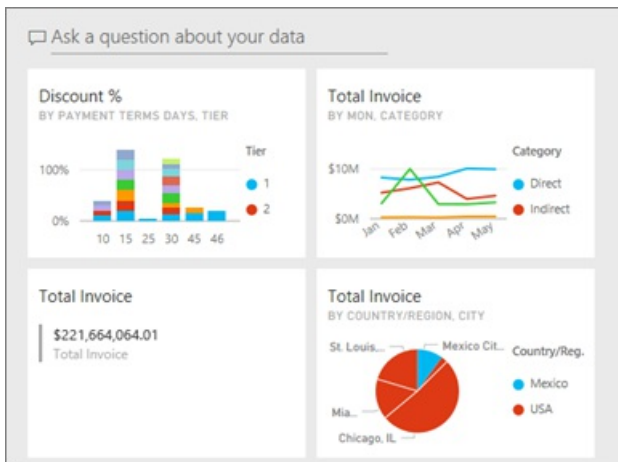 Ask a question about your data
Discount %
BY PAYMENT TERMS DAYS, TIER
Tier
100%
1
0%
2
10 15 25 30 45 46
Total Invoice
BY MON, CATEGORY
Category
$10M
Direct
Indirect
$0M
Jan Feb Mar Apr May
Total Invoice
$221,664,064.01
Total Invoice
Total Invoice
BY COUNTRY/REGION, CITY
St. Louis... Mexico Cit...
Country/Reg.
Mexico
USA
Mia...
Chicago, IL